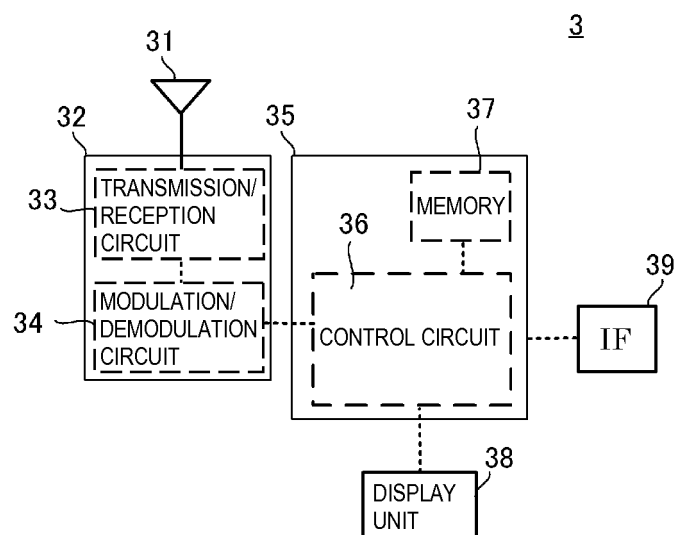 3
31
32
35
37
33
TRANSMISSION/
RECEPTION
CIRCUIT
MEMORY
36
39
34
MODULATION/
DEMODULATION
CIRCUIT
CONTROL CIRCUIT
IF
38
DISPLAY
UNIT